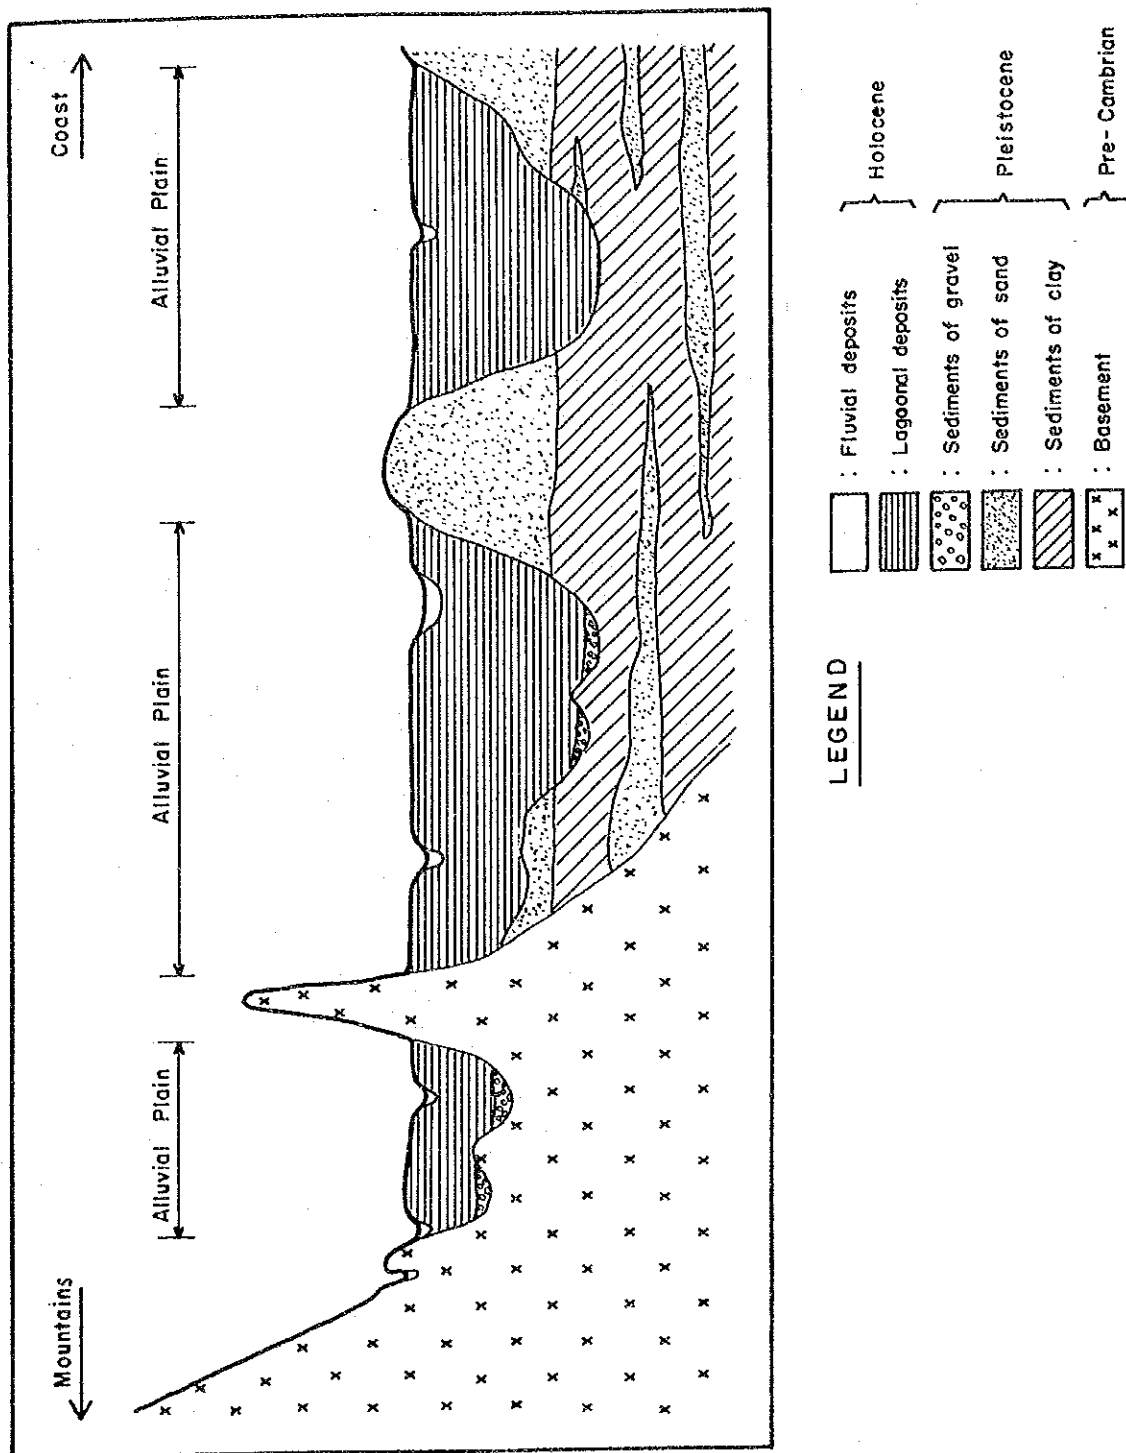 Mountains
Coast
Alluvial Plain
Alluvial Plain
Alluvial Plain
LEGEND
: Fluvial deposits
: Lagoonal deposits
Holocene
: Sediments of gravel
: Sediments of sand
: Sediments of clay
Pleistocene
: Basement
Pre-Cambrian